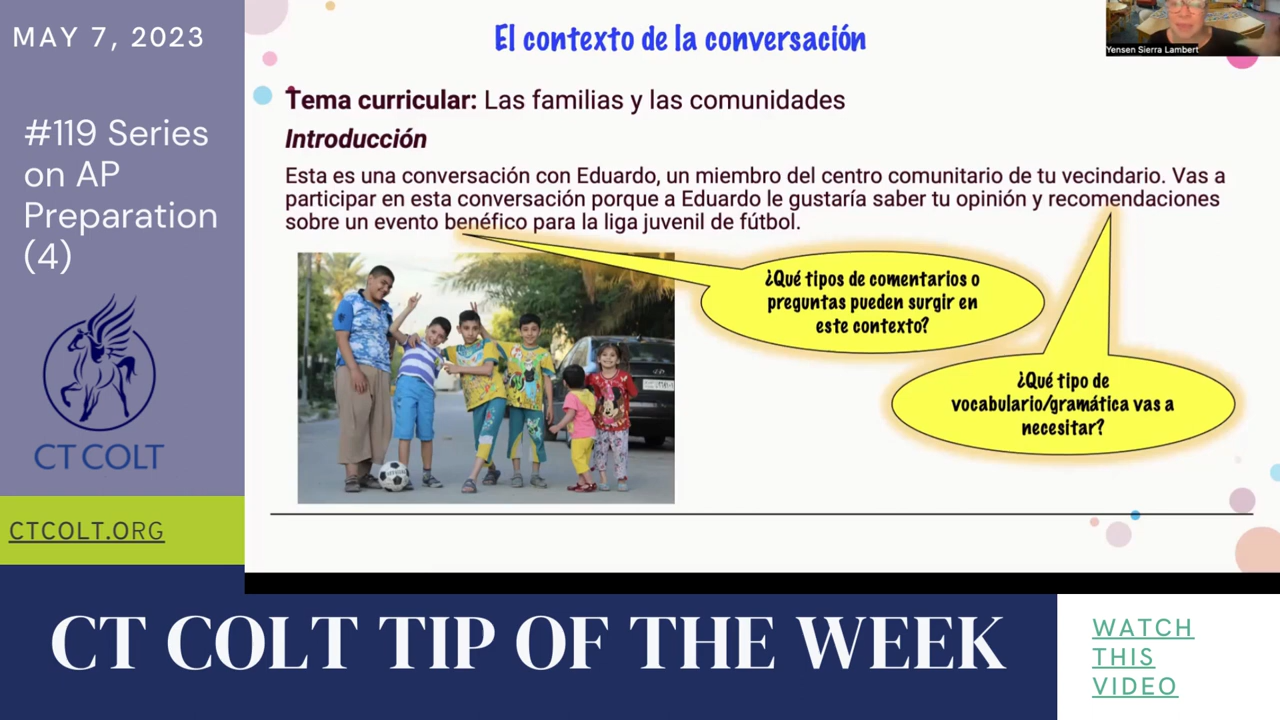 MAY 7, 2023
#119 Series
on AP
Preparation
(4)
CT COLT
CTCOLT.ORG
El contexto de la conversación
Yensen Sierra Lambert
Tema curricular: Las familias y las comunidades
Introducción
Esta es una conversación con Eduardo, un miembro del centro comunitario de tu vecindario. Vas a
participar en esta conversación porque a Eduardo le gustaría saber tu opinión y recomendaciones
sobre un evento benéfico para la liga juvenil de fútbol.
¿Qué tipos de comentarios o
preguntas pueden surgir en
este contexto?
¿Qué tipo de
vocabulario/gramática vas a
necesitar?
CT COLT TIP OF THE WEEK
WATCH
THIS
VIDEO